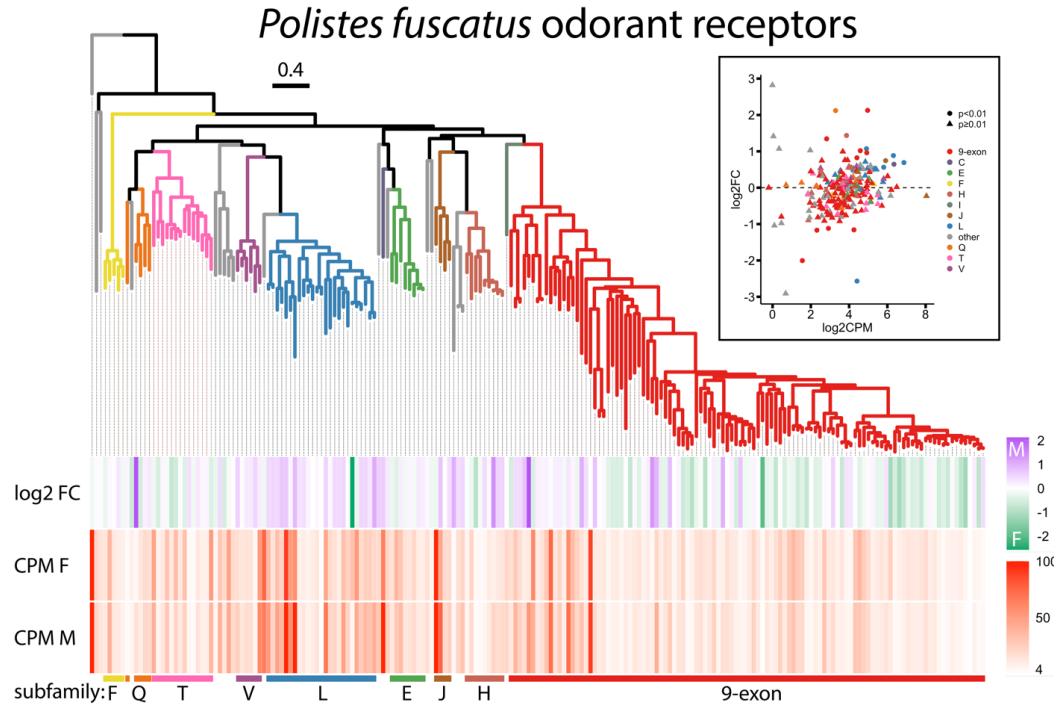 Polistes fuscatus odorant receptors
0.4
3
2
1
0
-1
-2
-3
log2FC
0
2
4
6
8
log2CPM
p<0.01
p≥0.01
9-exon
C
E
F
H
I
J
L
other
Q
T
V
log2 FC
M
2
1
0
-1
-2
F
CPM F
CPM M
100
50
4
subfamily: F Q T V L E J H 9-exon